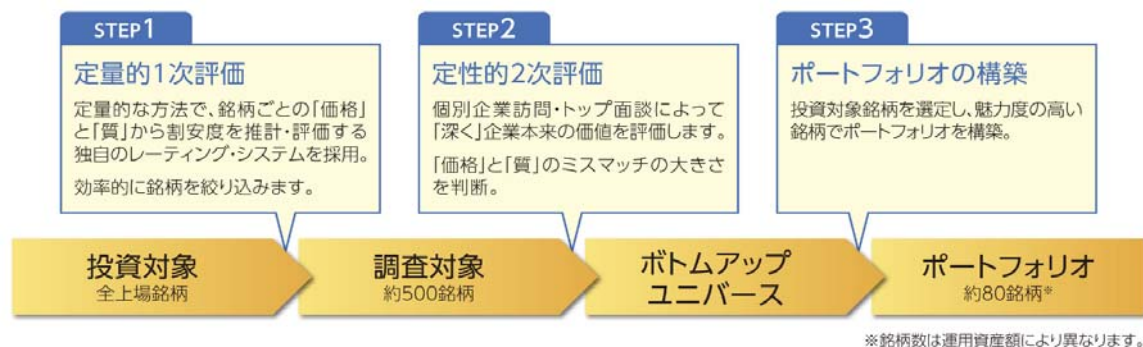 STEP1
定量的1次評価
定量的な方法で、銘柄ごとの「価格」
と「質」から割安度を推計・評価する
独自のレーティング・システムを採用。
効率的に銘柄を絞り込みます。
STEP2
定性的2次評価
個別企業訪問・トップ面談によって
「深く」企業本来の価値を評価します。
「価格」と「質」のミスマッチの大きさ
を判断。
STEP3
ポートフォリオの構築
投資対象銘柄を選定し、魅力度の高い
銘柄でポートフォリオを構築。
投資対象
全上場銘柄
調査対象
約500銘柄
ボトムアップ
ユニバース
ポートフォリオ
約80銘柄※
※銘柄数は運用資産額により異なります。